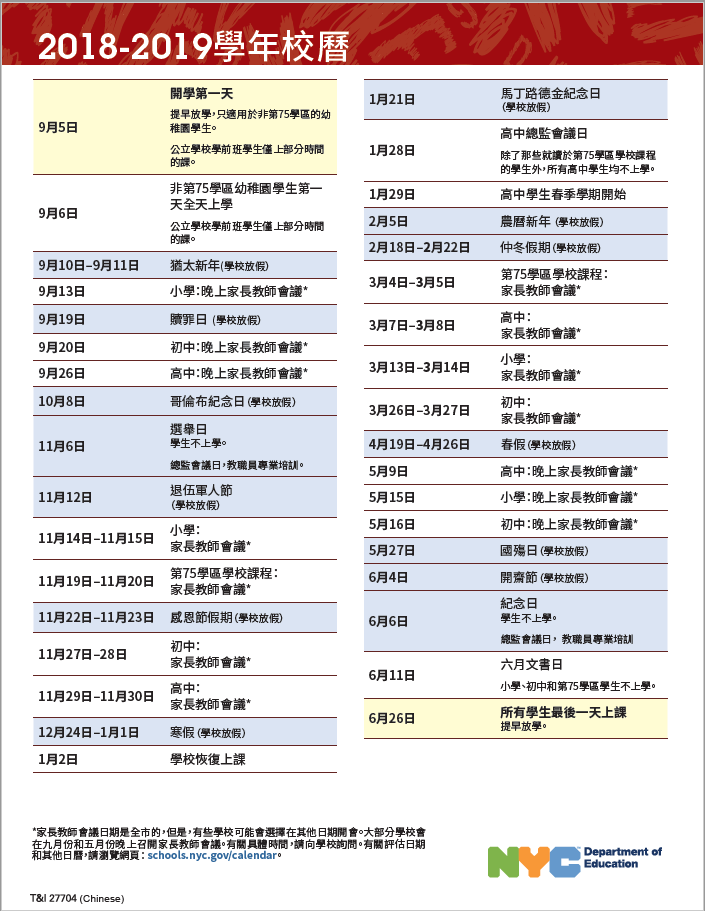 2018-2019學年校曆
9月5日
開學第一天
提早放學，只適用於非第75學區的幼
稚園學生。
公立學校學前班學生僅上部分時間
的課。
9月6日
非第75學區幼稚園學生第一
天全天上學
公立學校學前班學生僅上部分時間
的課。
9月10日–9月11日 猶太新年(學校放假)
9月13日 小學：晚上家長教師會議*
9月19日 贖罪日 (學校放假)
9月20日 初中：晚上家長教師會議*
9月26日 高中：晚上家長教師會議*
10月8日 哥倫布紀念日(學校放假)
11月6日
選舉日
學生不上學。
總監會議日，教職員專業培訓。
11月12日
退伍軍人節
(學校放假)
11月14日–11月15日
小學：
家長教師會議*
11月19日–11月20日
第75學區學校課程：
家長教師會議*
11月22日–11月23日 感恩節假期(學校放假)
11月27日–28日
初中：
家長教師會議*
11月29日–11月30日
高中：
家長教師會議*
12月24日–1月1日 寒假 (學校放假)
1月2日 學校恢復上課
1月21日
馬丁路德金紀念日
(學校放假)
1月28日
高中總監會議日
除了那些就讀於第75學區學校課程
的學生外，所有高中學生均不上學。
1月29日 高中學生春季學期開始
2月5日 農曆新年 (學校放假)
2月18日–2月22日 仲冬假期(學校放假)
3月4日–3月5日
第75學區學校課程：
家長教師會議*
3月7日–3月8日
高中：
家長教師會議*
3月13日–3月14日
小學：
家長教師會議*
3月26日–3月27日
初中：
家長教師會議*
4月19日–4月26日 春假(學校放假)
5月9日 高中：晚上家長教師會議*
5月15日 小學：晚上家長教師會議*
5月16日 初中：晚上家長教師會議*
5月27日 國殤日(學校放假)
6月4日 開齋節 (學校放假)
6月6日
紀念日
學生不上學。
總監會議日， 教職員專業培訓
6月11日
六月文書日
小學、初中和第75學區學生不上學。
6月26日
所有學生最後一天上課
提早放學。
*家長教師會議日期是全市的，但是，有些學校可能會選擇在其他日期開會。大部分學校會
在九月份和五月份晚上召開家長教師會議。有關具體時間，請向學校詢問。有關評估日期
和其他日曆，請瀏覽網頁：schools.nyc.gov/calendar。
NYC Department of
Education
T&I 27704 (Chinese)